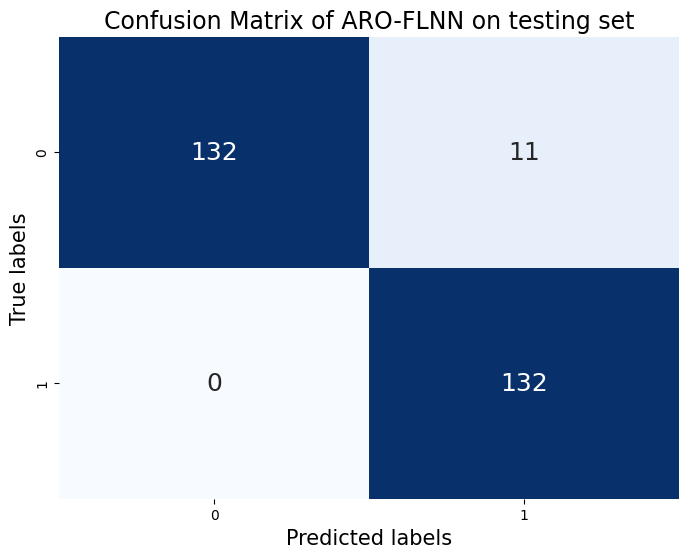 Confusion Matrix of ARO-FLNN on testing set
True labels
0
132
11
1
0
132
0
1
Predicted labels